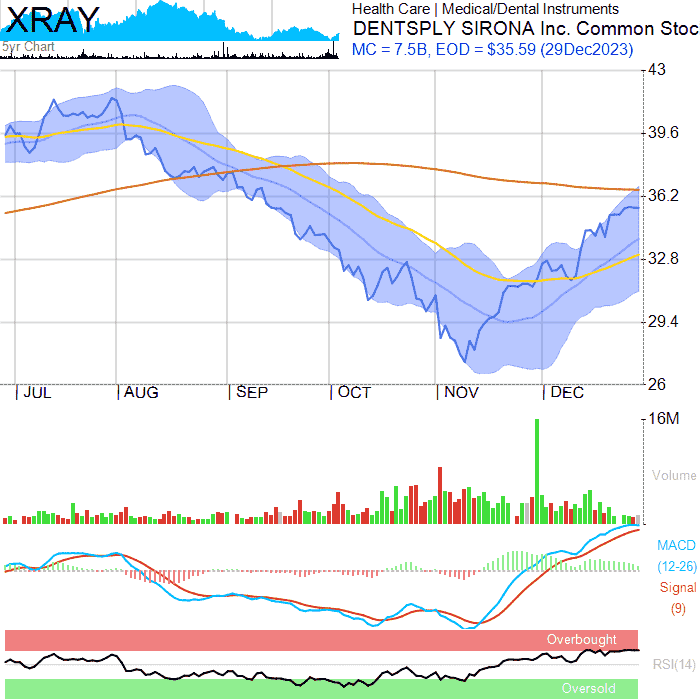 XRAY
5yr Chart
Health Care | Medical/Dental Instruments
DENTSPLY SIRONA Inc. Common Stoc
MC = 7.5B, EOD = $35.59 (29Dec2023)
43
39.6
36.2
32.8
29.4
26
|JUL |AUG |SEP |OCT |NOV |DEC
16M
Volume
MACD
(12-26)
Signal
(9)
Overbought
RSI(14)
Oversold